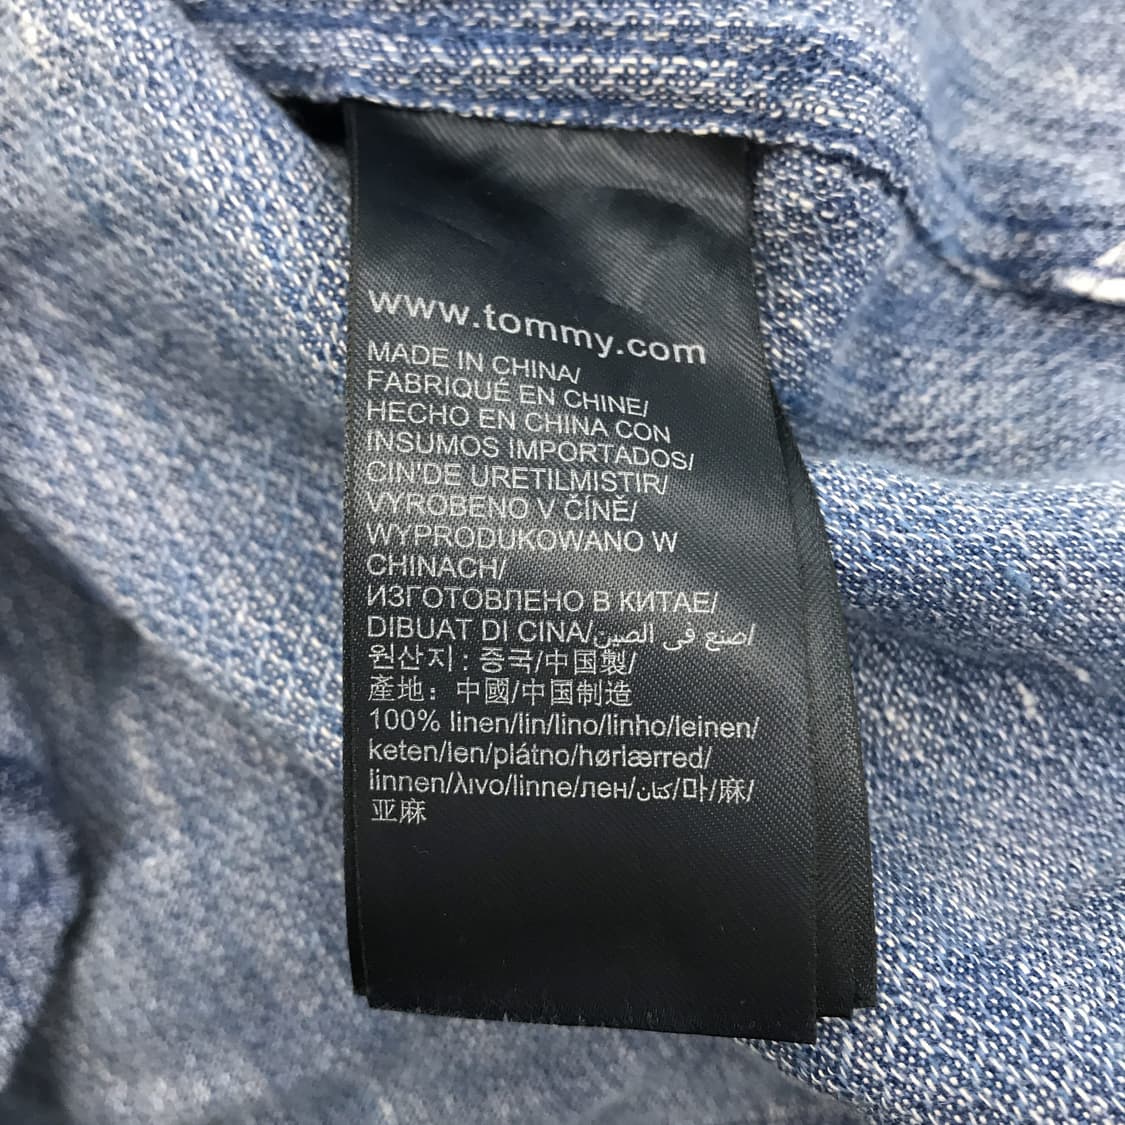 www.tommy.com
MADE IN CHINA/
FABRIQUÉ EN CHINE/
HECHO EN CHINA CON
INSUMOS IMPORTADOS/
CIN'DE URETILMISTIR/
VYROBENO V ČÍNĚ/
WYPRODUKOWANO W
CHINACH/
ИЗГОТОВЛЕНО В КИТАЕ/
DIBUAT DI CINA/صنع في الصين/
원산지: 중국/中国製/
產地: 中國/中国制造
100% linen/lin/lino/linho/leinen/
keten/len/plátno/hørlærred/
linnen/λινο/linne/лен/كتان/마/麻/
亚麻